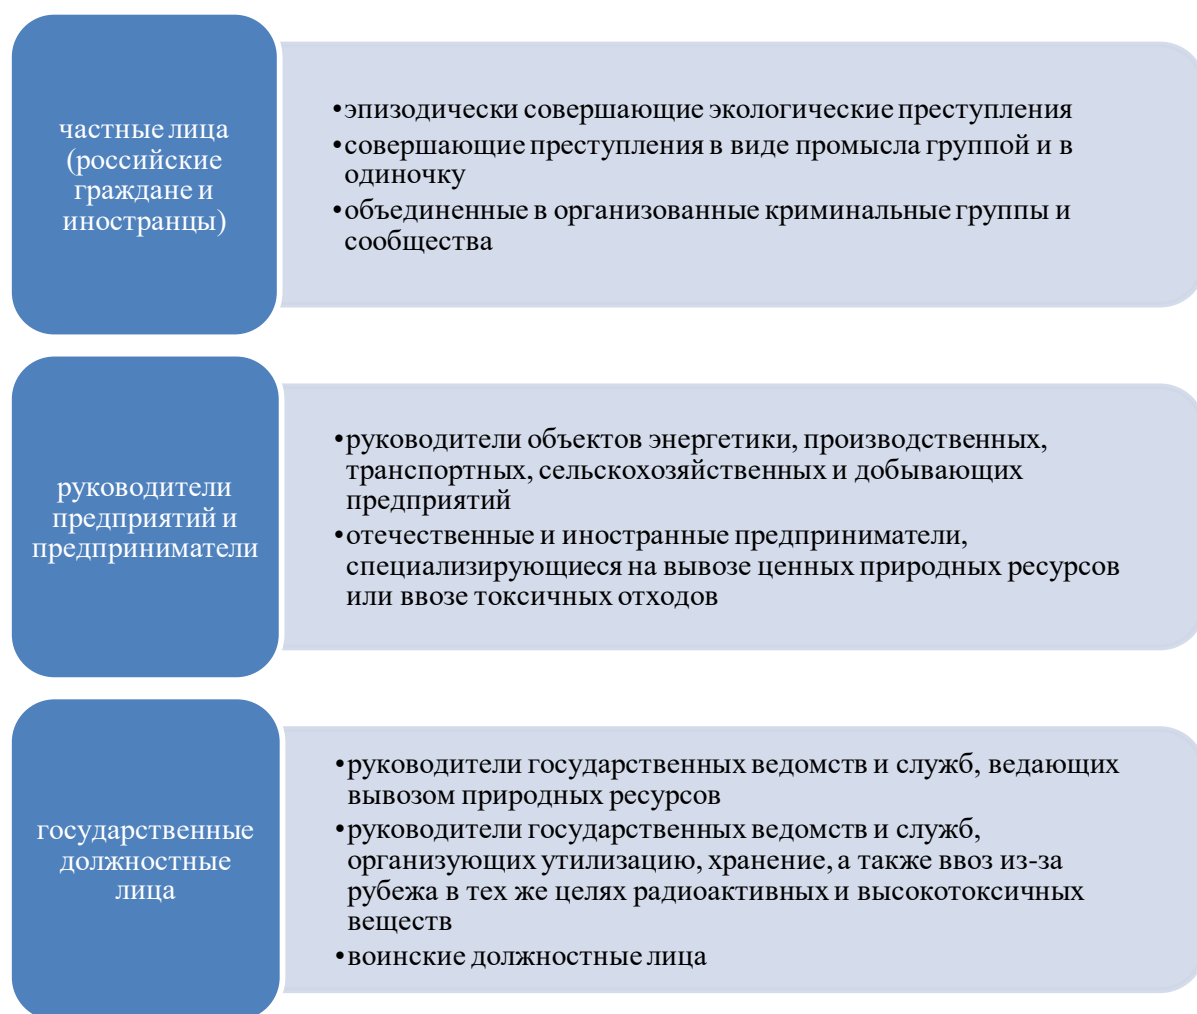 частные лица
(российские
граждане и
иностранцы)
•эпизодически совершающие экологические преступления
•совершающие преступления в виде промысла группой и в
одиночку
•объединенные в организованные криминальные группы и
сообщества
руководители
предприятий и
предприниматели
•руководители объектов энергетики, производственных,
транспортных, сельскохозяйственных и добывающих
предприятий
•отечественные и иностранные предприниматели,
специализирующиеся на вывозе ценных природных ресурсов
или ввозе токсичных отходов
государственные
должностные
лица
•руководители государственных ведомств и служб, ведающих
вывозом природных ресурсов
•руководители государственных ведомств и служб,
организующих утилизацию, хранение, а также ввоз из-за
рубежа в тех же целях радиоактивных и высокотоксичных
веществ
•воинские должностные лица